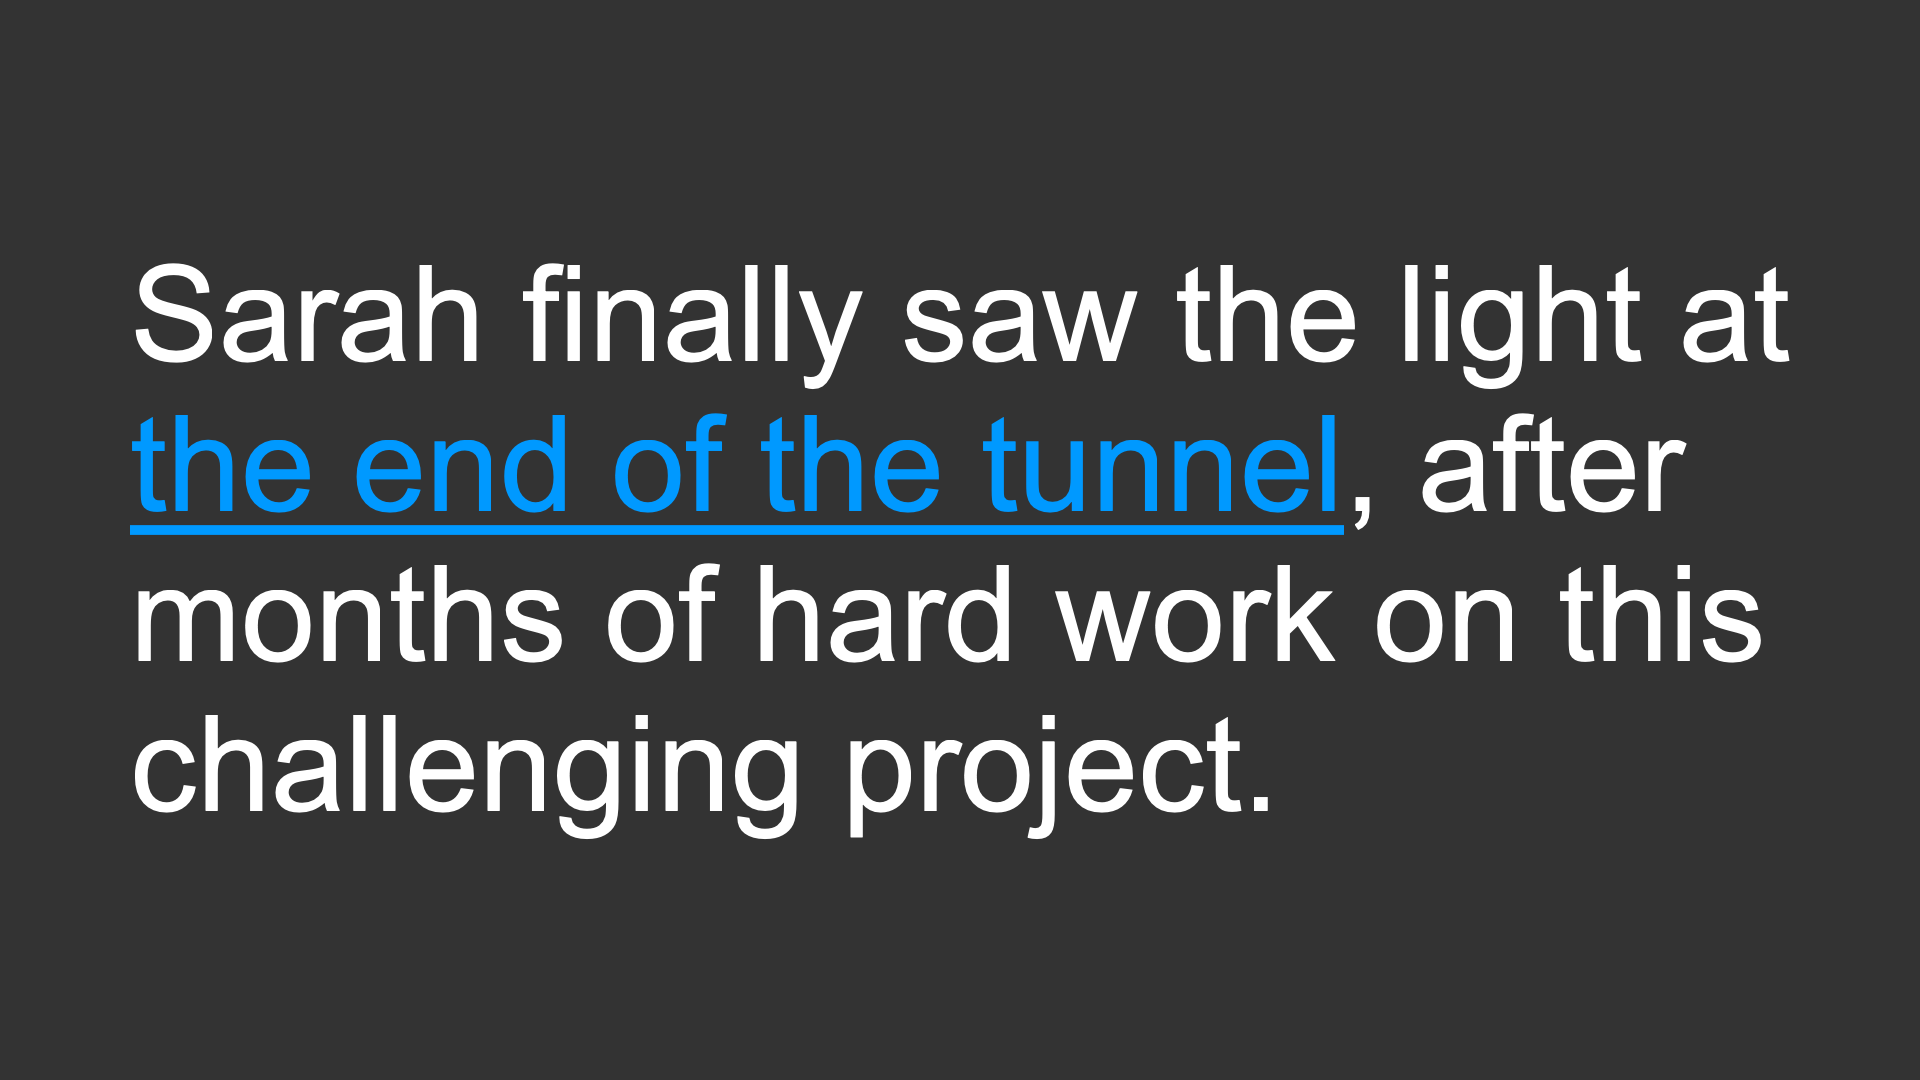 Sarah finally saw the light at
the end of the tunnel, after
months of hard work on this
challenging project.